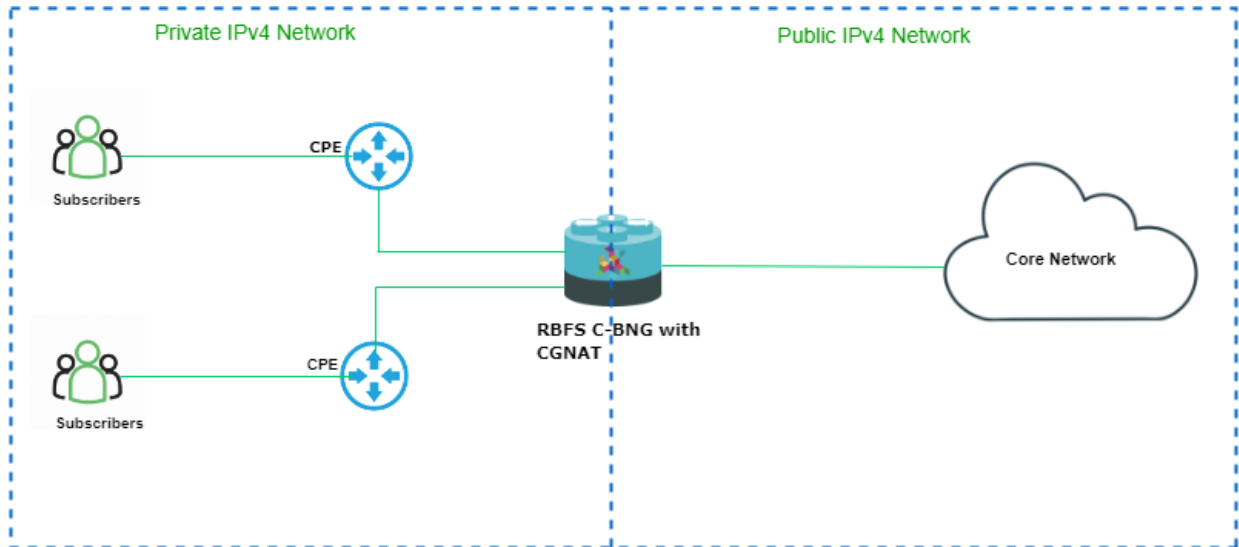 Private IPv4 Network
Public IPv4 Network
CPE
Subscribers
Core Network
RBFS C-BNG with
CGNAT
CPE
Subscribers